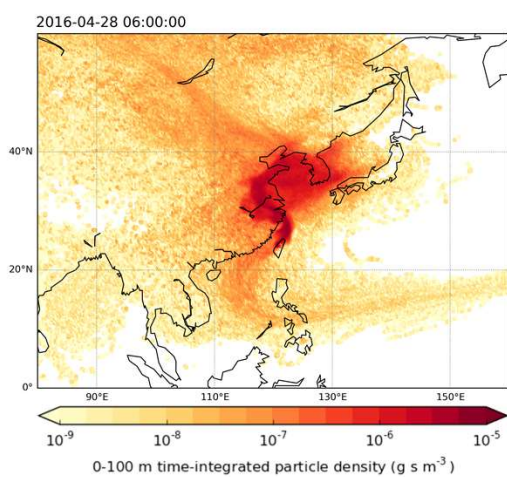 2016-04-28 06:00:00
40°N
20°N
0°
90°E 110°E 130°E 150°E
10⁻⁹ 10⁻⁸ 10⁻⁷ 10⁻⁶ 10⁻⁵
0-100 m time-integrated particle density (g s m⁻³)